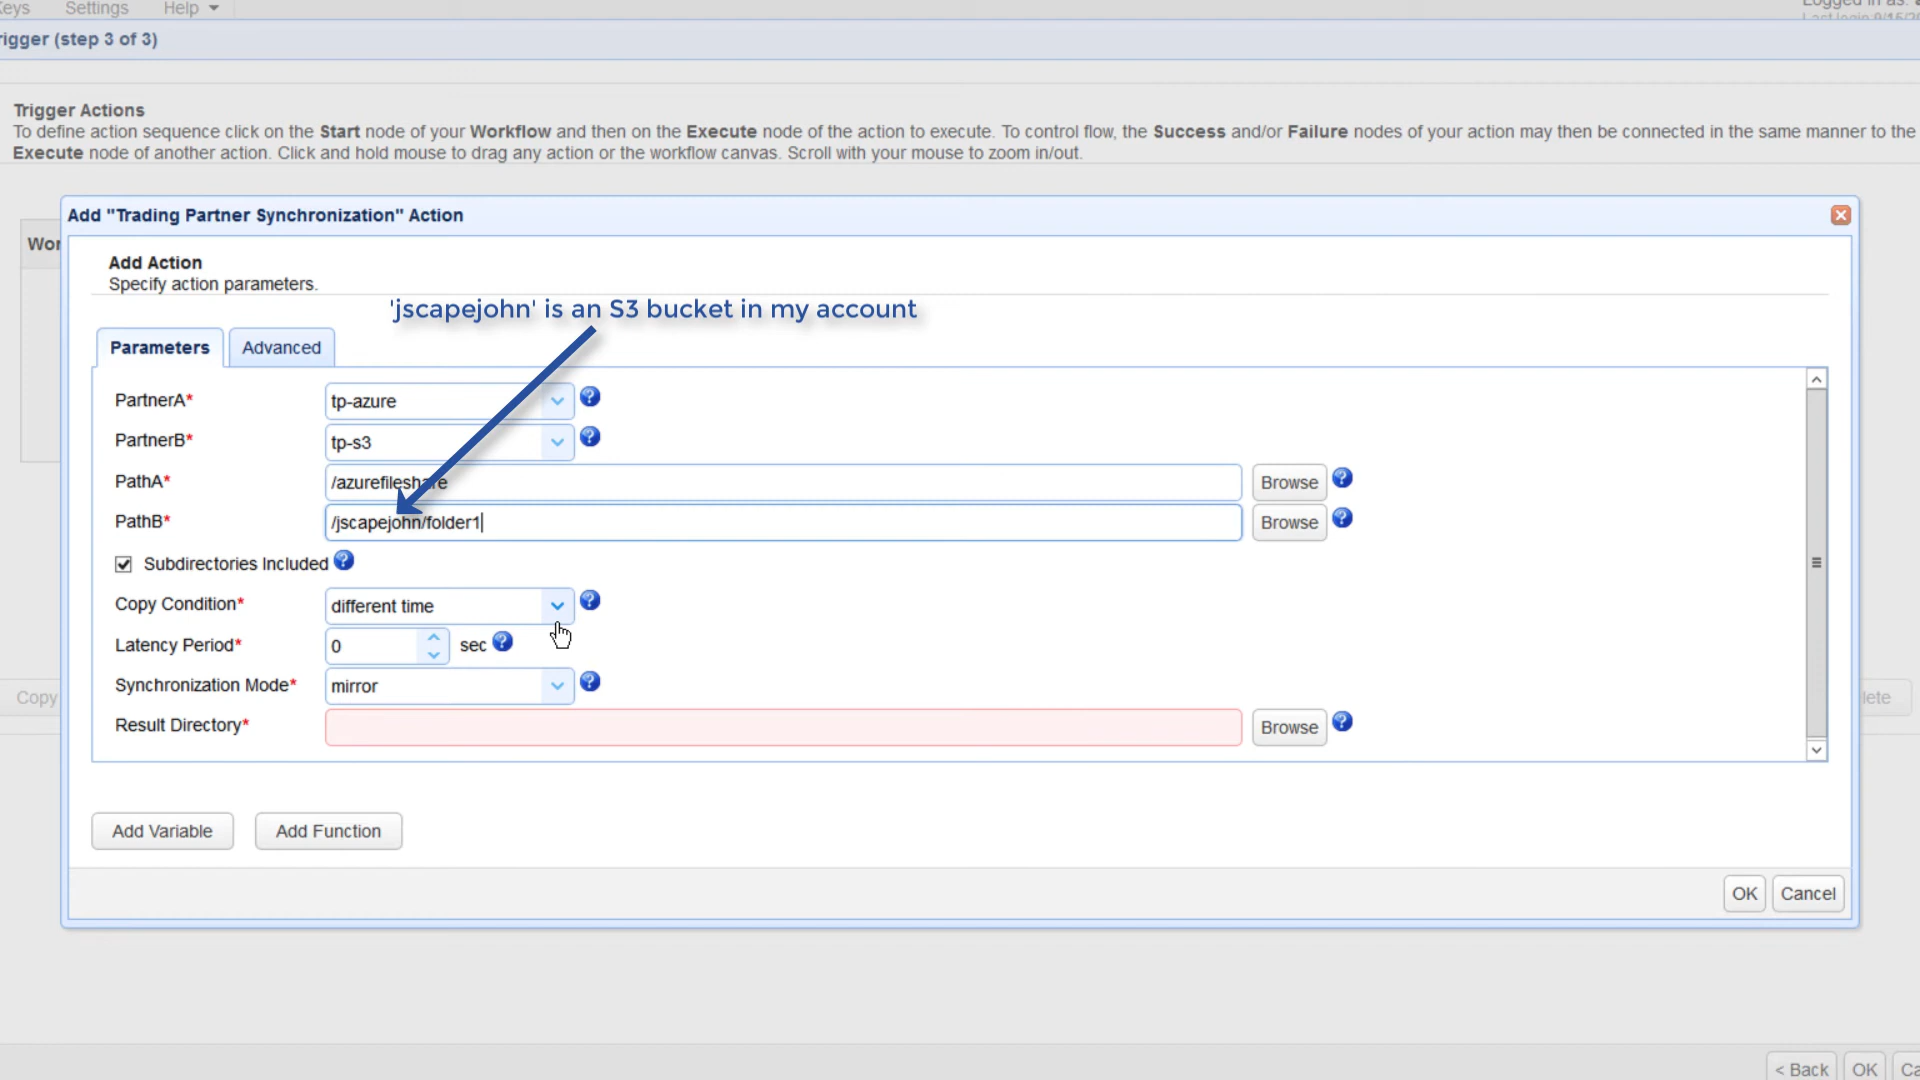 Keys Settings Help
Logged in as:
Last login: 9/15/20
rigger (step 3 of 3)
Trigger Actions
To define action sequence click on the Start node of your Workflow and then on the Execute node of the action to execute. To control flow, the Success and/or Failure nodes of your action may then be connected in the same manner to the
Execute node of another action. Click and hold mouse to drag any action or the workflow canvas. Scroll with your mouse to zoom in/out.
Add "Trading Partner Synchronization" Action
Wor
Add Action
Specify action parameters.
'jscapejohn' is an S3 bucket in my account
Parameters Advanced
PartnerA* tp-azure
PartnerB* tp-s3
PathA* /azurefileshare Browse
PathB* /jscapejohn/folder1 Browse
Subdirectories Included
Copy Condition* different time
Latency Period* 0 sec
Synchronization Mode* mirror
Copy lete
Result Directory* Browse
Add Variable Add Function
OK Cancel
< Back OK Ca